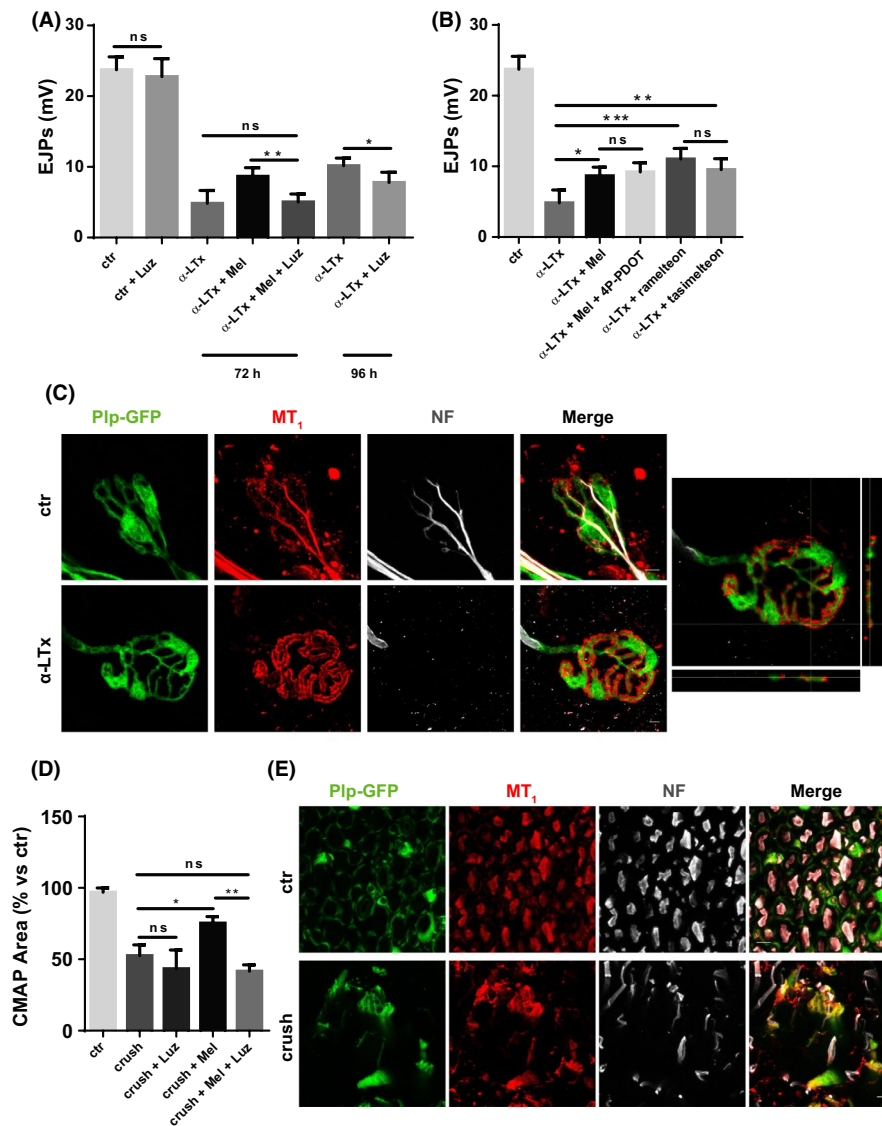 (A)
EJPs (mV)
30
20
10
0
ns
ns
* *
*
ctr
ctr + Luz
α-LTx
α-LTx + Mel
α-LTx + Mel + Luz
α-LTx
α-LTx + Luz
72 h
96 h
(B)
EJPs (mV)
30
20
10
0
* *
* * *
ns
ns
*
ctr
α-LTx
α-LTx + Mel
α-LTx + Mel + 4P-PDOT
α-LTx + ramelteon
α-LTx + tasimelteon
(C)
Plp-GFP MT₁ NF Merge
ctr
α-LTx
(D)
CMAP Area (% vs ctr)
150
100
50
0
ns
* **
ns
ctr
crush
crush + Luz
crush + Mel
crush + Mel + Luz
(E)
Plp-GFP MT₁ NF Merge
ctr
crush